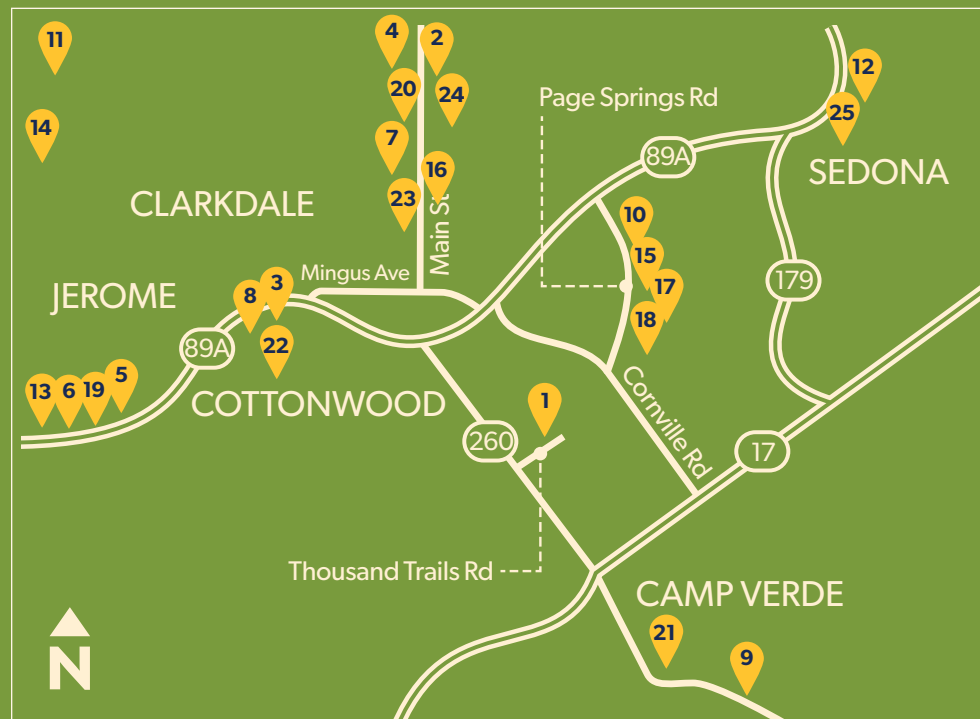 11
4
2
12
20
24
Page Springs Rd
25
14
7
89A
16
SEDONA
23
CLARKDALE
10
Main St
15
Mingus Ave
3
17
179
JEROME
8
18
22
89A
5
13
6
19
COTTONWOOD
1
Cornville Rd
260
17
Thousand Trails Rd
CAMP VERDE
21
9
N